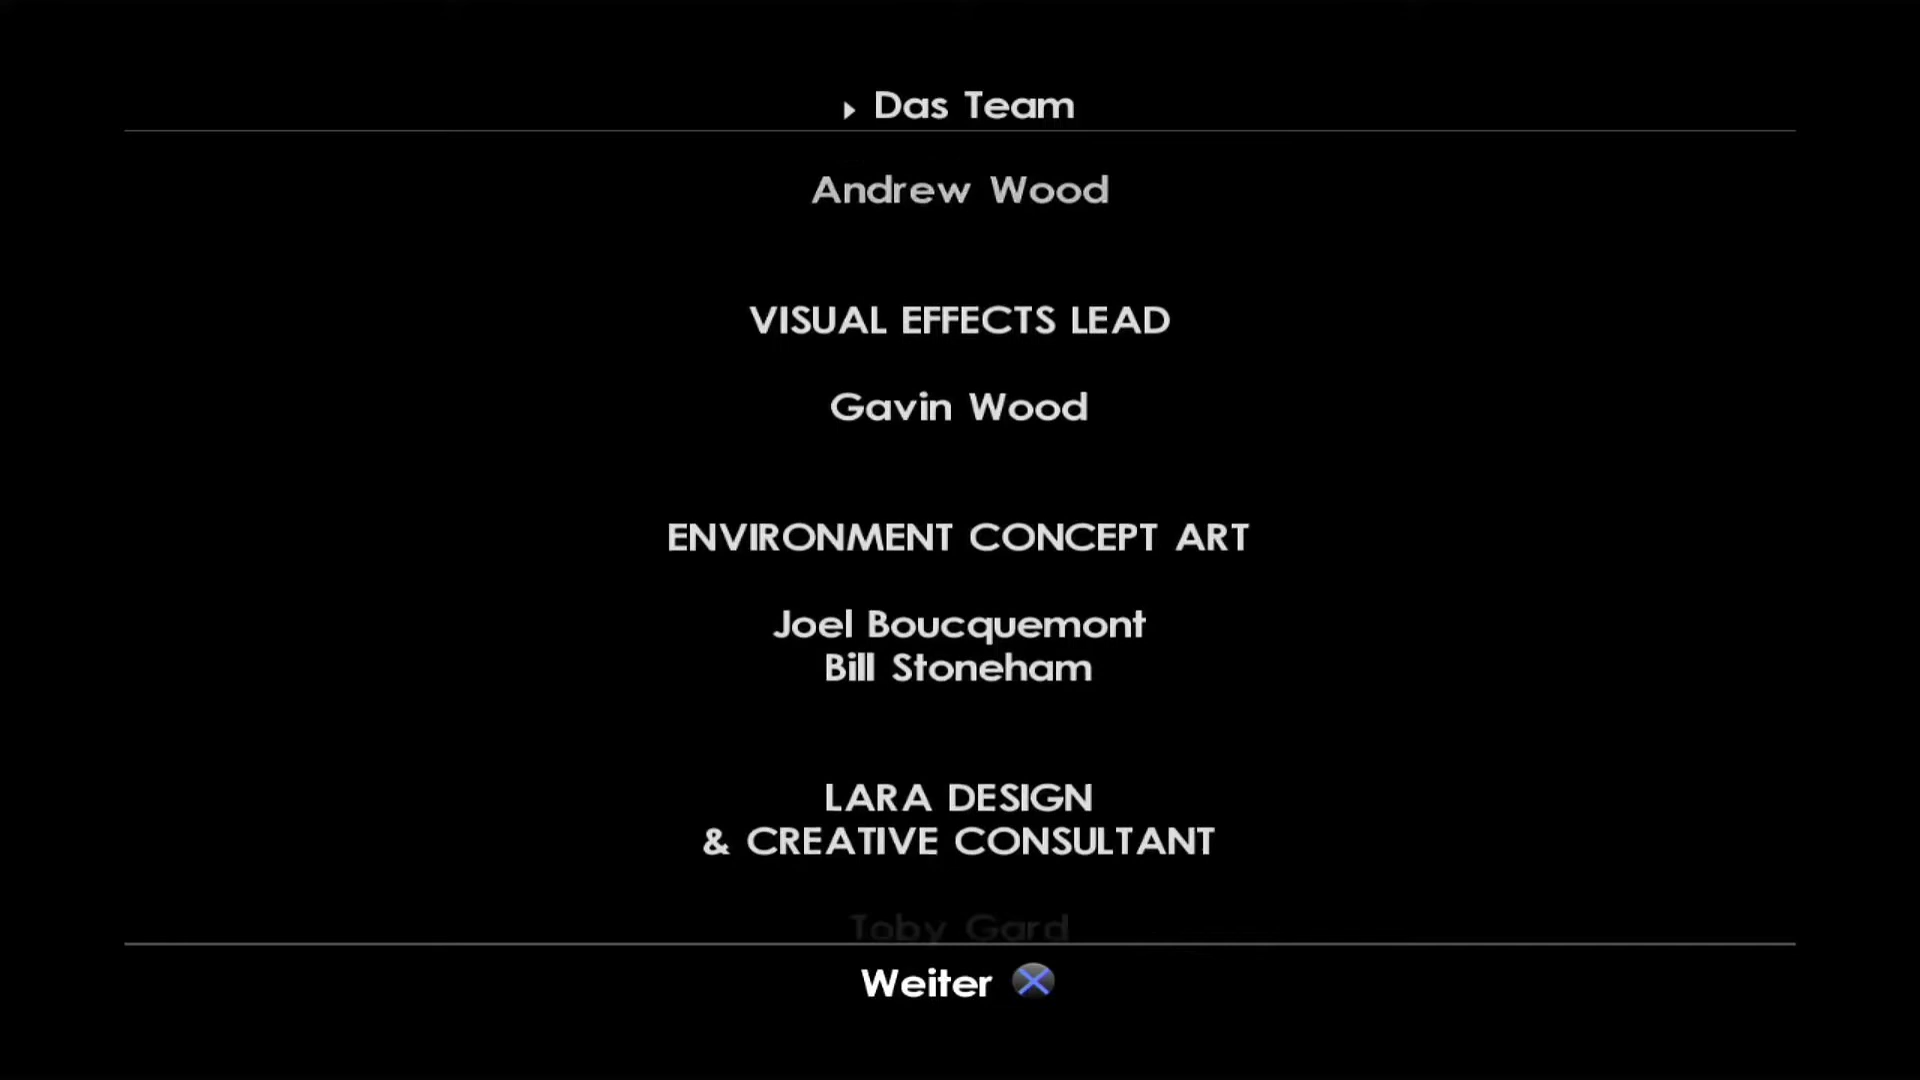 Das Team
Andrew Wood
VISUAL EFFECTS LEAD
Gavin Wood
ENVIRONMENT CONCEPT ART
Joel Boucquemont
Bill Stoneham
LARA DESIGN
& CREATIVE CONSULTANT
Toby Gard
Weiter